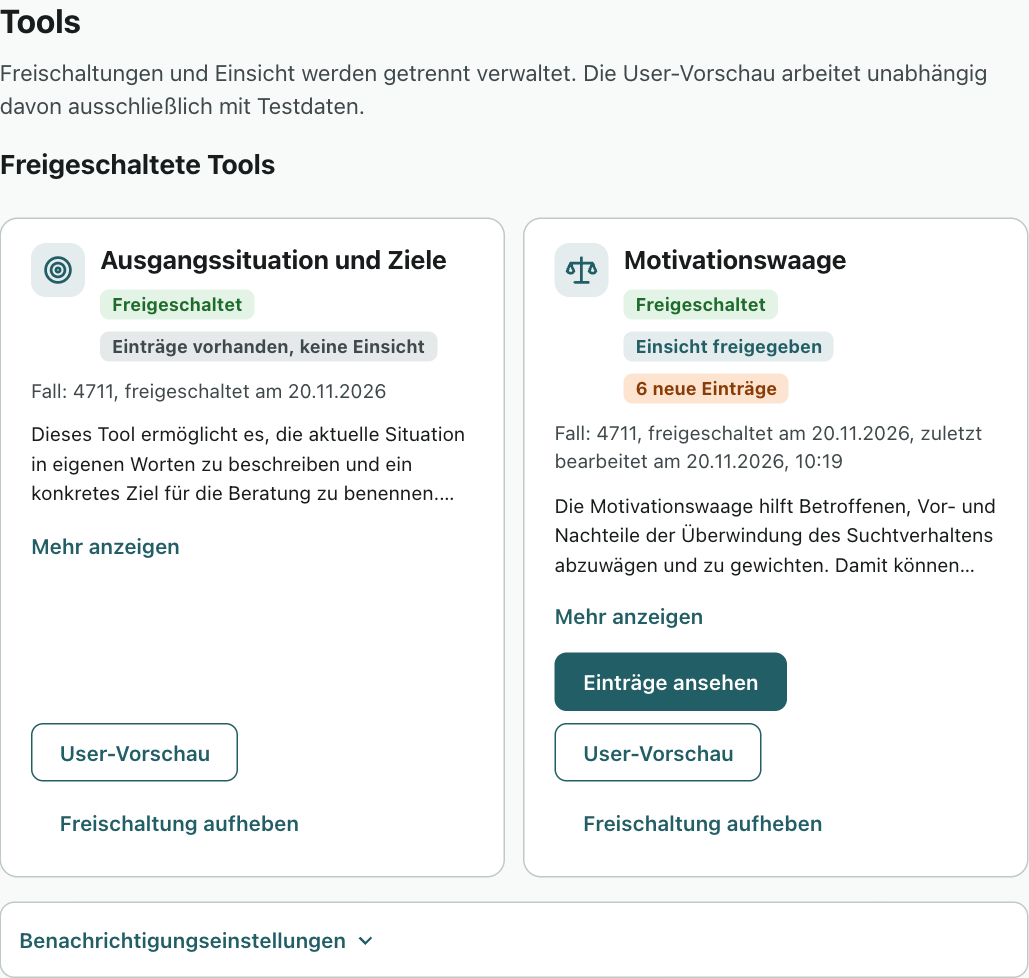 Tools
Freischaltungen und Einsicht werden getrennt verwaltet. Die User-Vorschau arbeitet unabhängig
davon ausschließlich mit Testdaten.
Freigeschaltete Tools
Ausgangssituation und Ziele
Freigeschaltet
Einträge vorhanden, keine Einsicht
Fall: 4711, freigeschaltet am 20.11.2026
Dieses Tool ermöglicht es, die aktuelle Situation
in eigenen Worten zu beschreiben und ein
konkretes Ziel für die Beratung zu benennen....
Mehr anzeigen
User-Vorschau
Freischaltung aufheben
Motivationswaage
Freigeschaltet
Einsicht freigegeben
6 neue Einträge
Fall: 4711, freigeschaltet am 20.11.2026, zuletzt
bearbeitet am 20.11.2026, 10:19
Die Motivationswaage hilft Betroffenen, Vor- und
Nachteile der Überwindung des Suchtverhaltens
abzuwägen und zu gewichten. Damit können...
Mehr anzeigen
Einträge ansehen
User-Vorschau
Freischaltung aufheben
Benachrichtigungseinstellungen